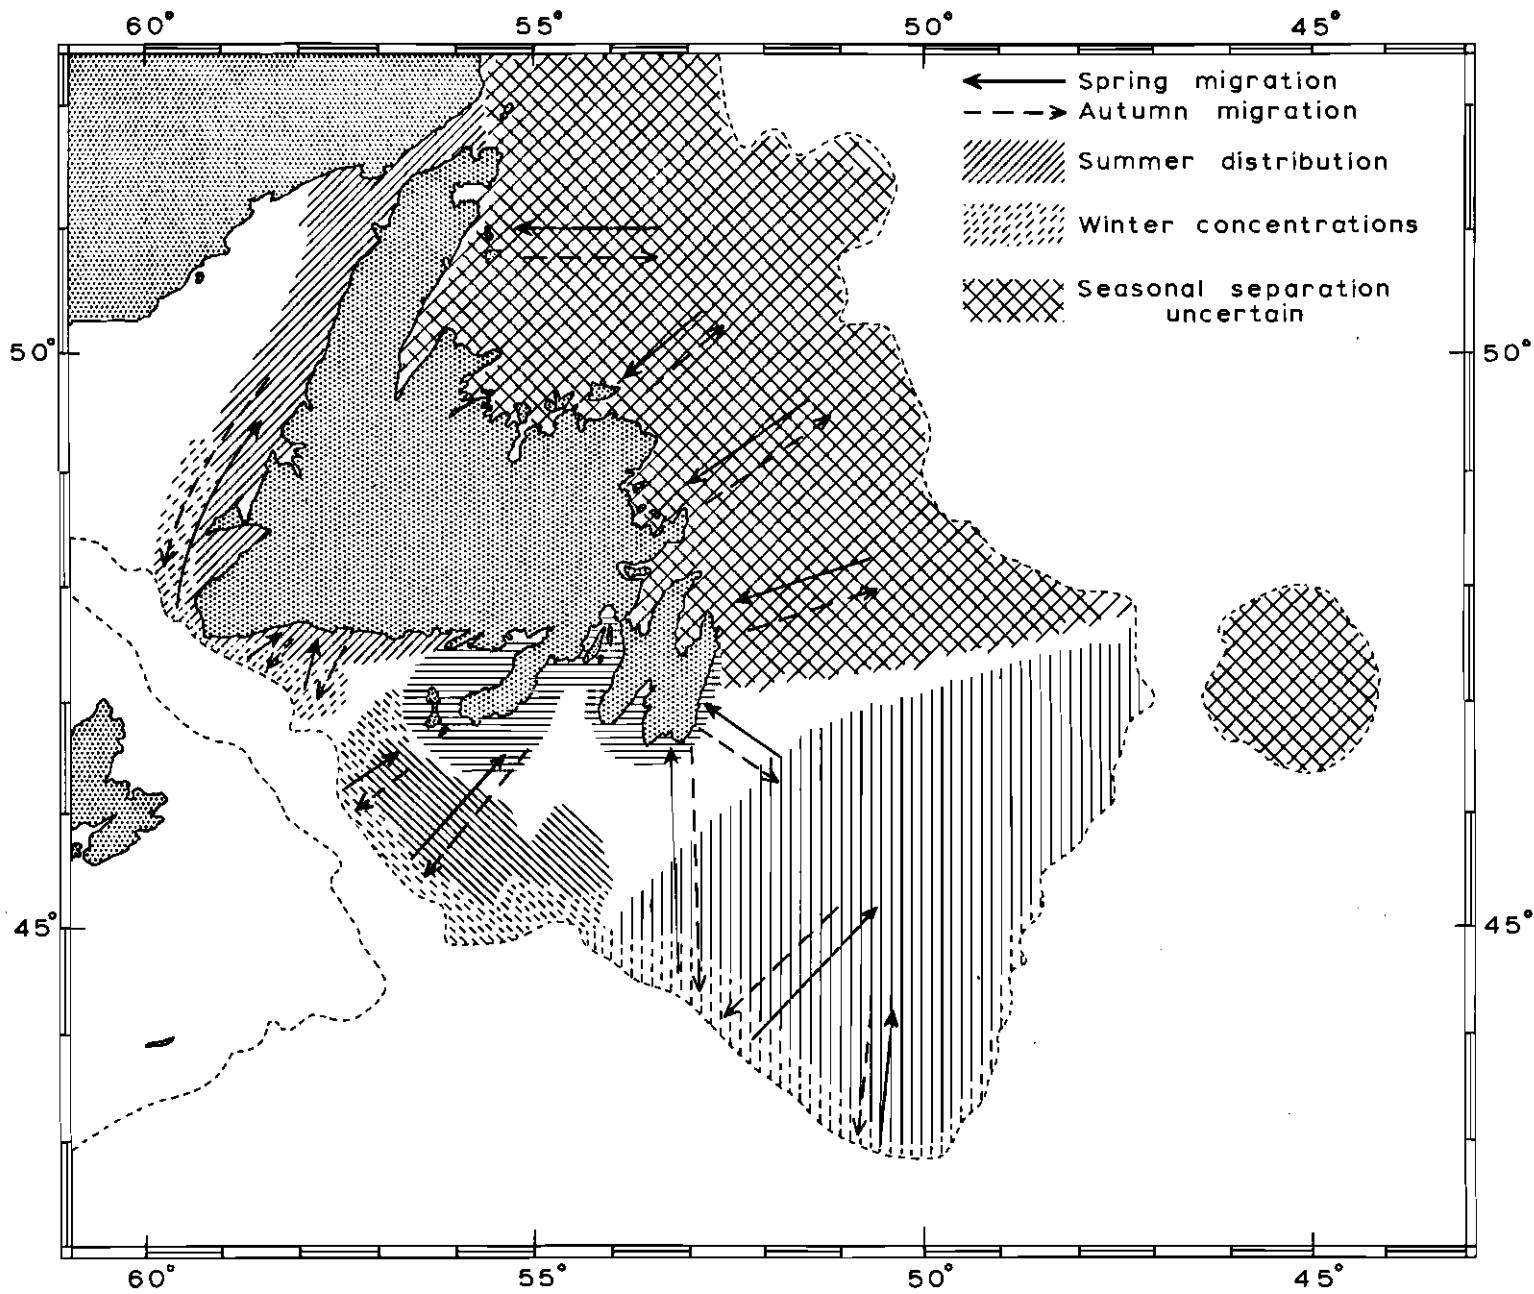 60° 55° 50° 45°
Spring migration
Autumn migration
Summer distribution
Winter concentrations
Seasonal separation
uncertain
50° 50°
45° 45°
60° 55° 50° 45°